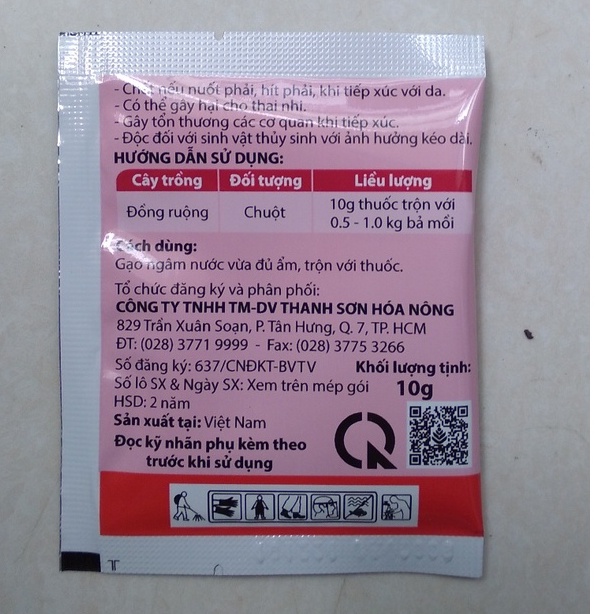 - Chết nếu nuốt phải, hít phải, khi tiếp xúc với da.
- Có thể gây hại cho thai nhi.
- Gây tổn thương các cơ quan khi tiếp xúc.
- Độc đối với sinh vật thủy sinh với ảnh hưởng kéo dài.
HƯỚNG DẪN SỬ DỤNG:
Cây trồng Đối tượng Liều lượng
Đồng ruộng Chuột 10g thuốc trộn với
0.5 - 1.0 kg bả mồi
Cách dùng:
Gạo ngâm nước vừa đủ ẩm, trộn với thuốc.
Tổ chức đăng ký và phân phối:
CÔNG TY TNHH TM-DV THANH SƠN HÓA NÔNG
829 Trần Xuân Soạn, P. Tân Hưng, Q. 7, TP. HCM
ĐT: (028) 3771 9999 - Fax: (028) 3775 3266
Số đăng ký: 637/CNĐKT-BVTV Khối lượng tịnh:
Số lô SX & Ngày SX: Xem trên mép gói 10g
HSD: 2 năm
Sản xuất tại: Việt Nam
Đọc kỹ nhãn phụ kèm theo
trước khi sử dụng